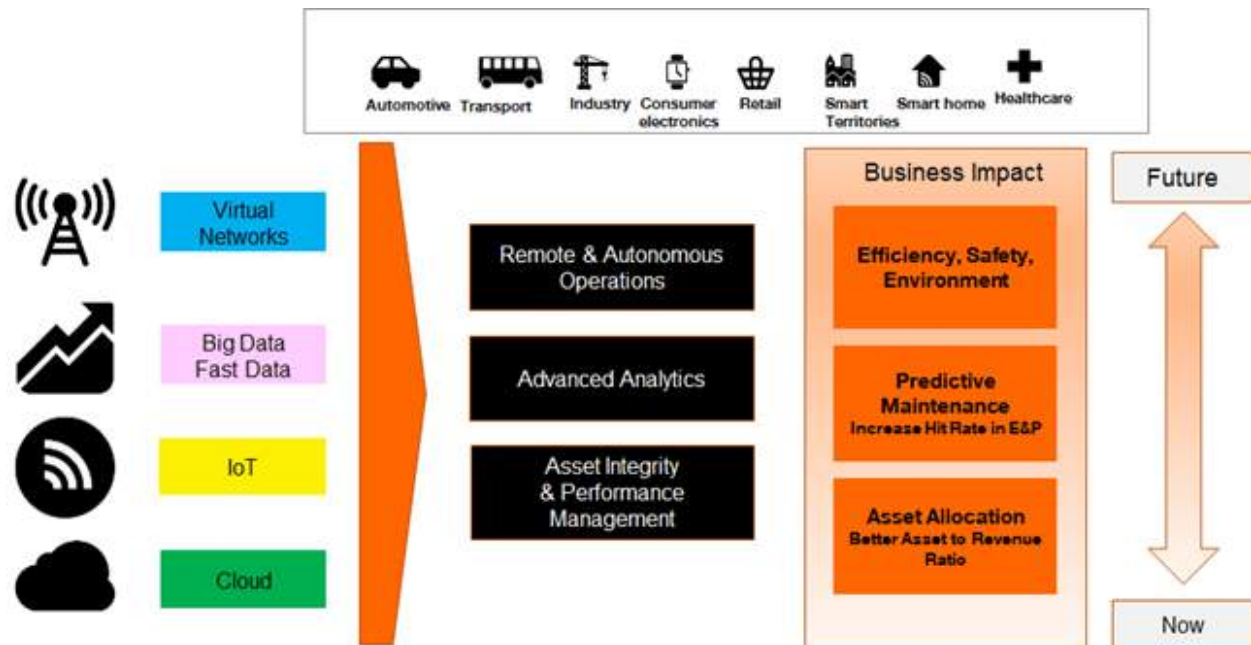 Automotive
Transport
Industry
Consumer
electronics
Retail
Smart
Territories
Smart home
Healthcare
Virtual
Networks
Big Data
Fast Data
IoT
Cloud
Remote & Autonomous
Operations
Advanced Analytics
Asset Integrity
& Performance
Management
Business Impact
Efficiency, Safety,
Environment
Predictive
Maintenance
Increase Hit Rate in E&P
Asset Allocation
Better Asset to Revenue
Ratio
Future
Now